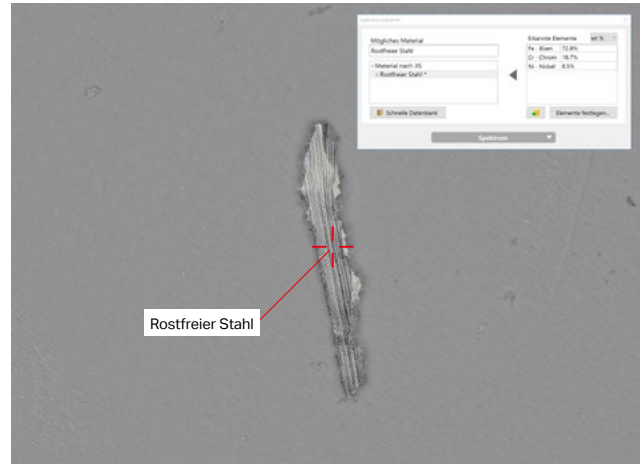 Mögliches Material
Rostfreier Stahl
Material nach JIS
Rostfreier Stahl *
Schnelle Datenbank
Erkannte Elemente
wt %
Fe Eisen 72.8%
Cr Chrom 18.7%
Ni Nickel 8.5%
Elemente festlegen...
Spektrum
Rostfreier Stahl